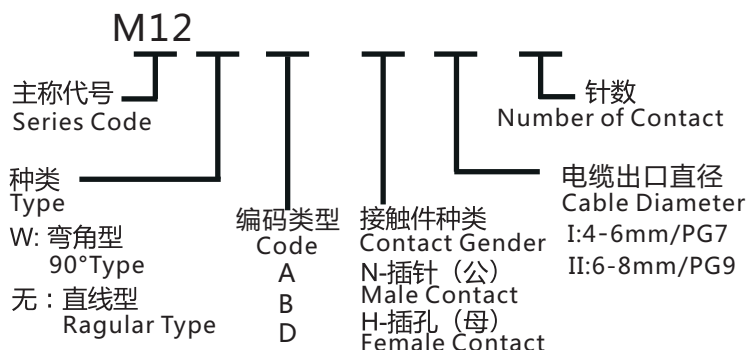 M12
主称代号
Series Code
针数
Number of Contact
种类
Type
W: 弯角型
90°Type
无：直线型
Ragular Type
编码类型
Code
A
B
D
接触件种类
Contact Gender
N-插针（公）
Male Contact
H-插孔（母）
Female Contact
电缆出口直径
Cable Diameter
I:4-6mm/PG7
II:6-8mm/PG9